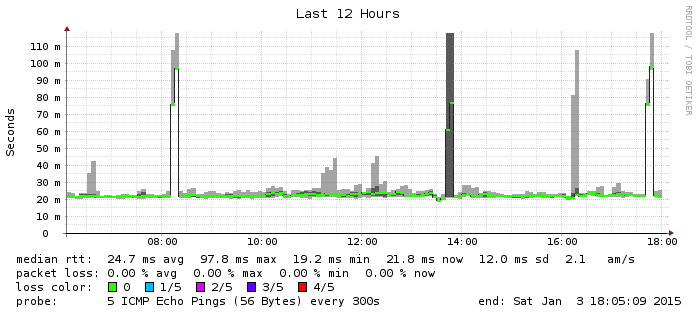 Last 12 Hours
RRDTOOL / TOBI OETIKER
Seconds
110 m
100 m
90 m
80 m
70 m
60 m
50 m
40 m
30 m
20 m
10 m
0
08:00 10:00 12:00 14:00 16:00 18:00
median rtt: 24.7 ms avg 97.8 ms max 19.2 ms min 21.8 ms now 12.0 ms sd 2.1 am/s
packet loss: 0.00 % avg 0.00 % max 0.00 % min 0.00 % now
loss color: 0 1/5 2/5 3/5 4/5
probe: 5 ICMP Echo Pings (56 Bytes) every 300s end: Sat Jan 3 18:05:09 2015